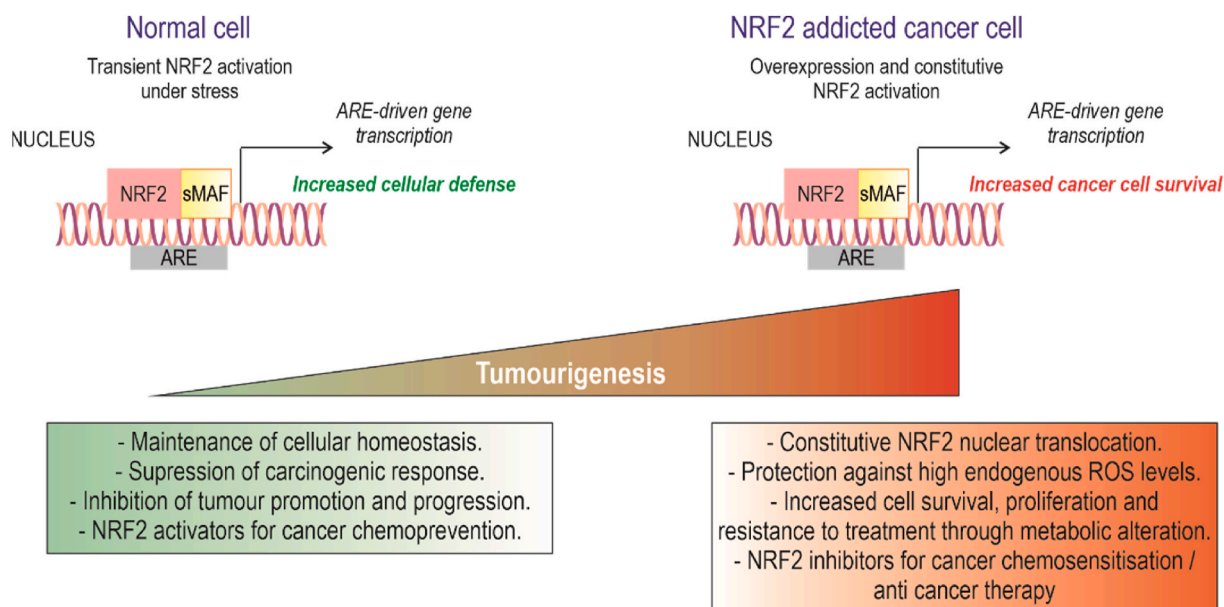 Normal cell
Transient NRF2 activation
under stress
NUCLEUS
ARE-driven gene
transcription
Increased cellular defense
NRF2
sMAF
ARE
NRF2 addicted cancer cell
Overexpression and constitutive
NRF2 activation
NUCLEUS
ARE-driven gene
transcription
Increased cancer cell survival
NRF2
sMAF
ARE
Tumourigenesis
- Maintenance of cellular homeostasis.
- Supression of carcinogenic response.
- Inhibition of tumour promotion and progression.
- NRF2 activators for cancer chemoprevention.
- Constitutive NRF2 nuclear translocation.
- Protection against high endogenous ROS levels.
- Increased cell survival, proliferation and
resistance to treatment through metabolic alteration.
- NRF2 inhibitors for cancer chemosensitisation /
anti cancer therapy